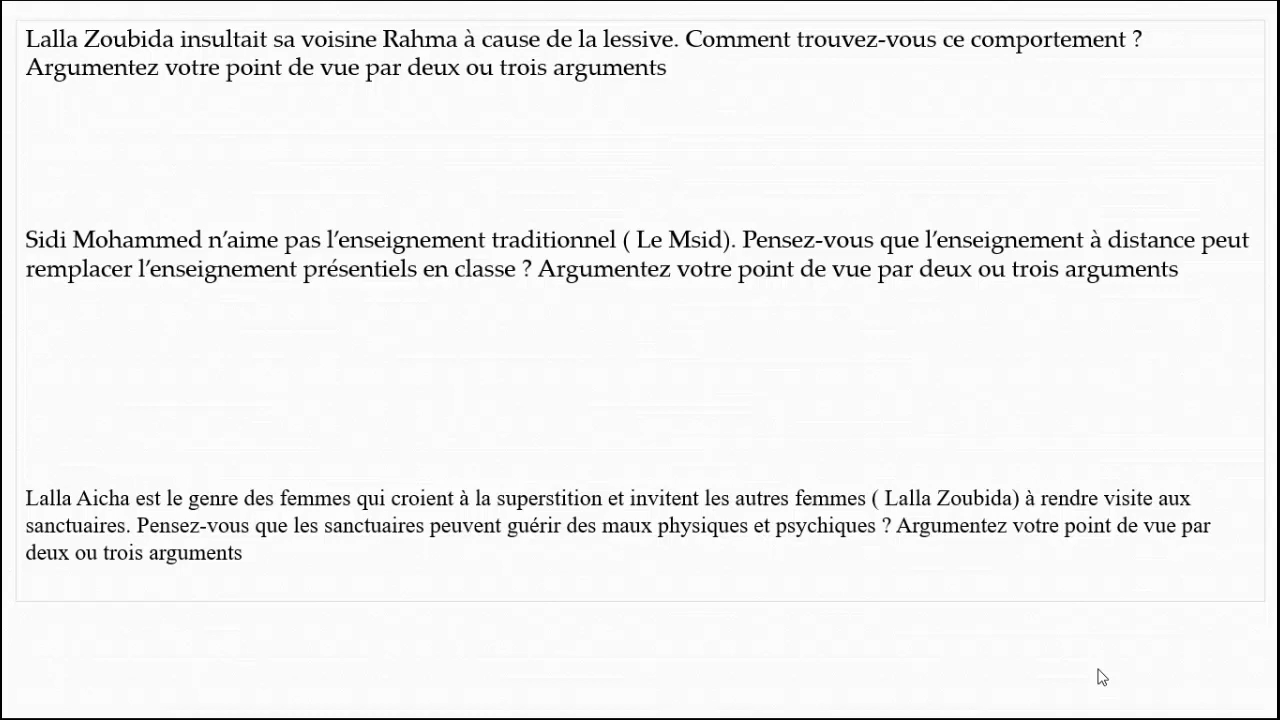 Lalla Zoubida insultait sa voisine Rahma à cause de la lessive. Comment trouvez-vous ce comportement ?
Argumentez votre point de vue par deux ou trois arguments
Sidi Mohammed n’aime pas l’enseignement traditionnel ( Le Msid). Pensez-vous que l’enseignement à distance peut
remplacer l’enseignement présentiels en classe ? Argumentez votre point de vue par deux ou trois arguments
Lalla Aicha est le genre des femmes qui croient à la superstition et invitent les autres femmes ( Lalla Zoubida) à rendre visite aux
sanctuaires. Pensez-vous que les sanctuaires peuvent guérir des maux physiques et psychiques ? Argumentez votre point de vue par
deux ou trois arguments